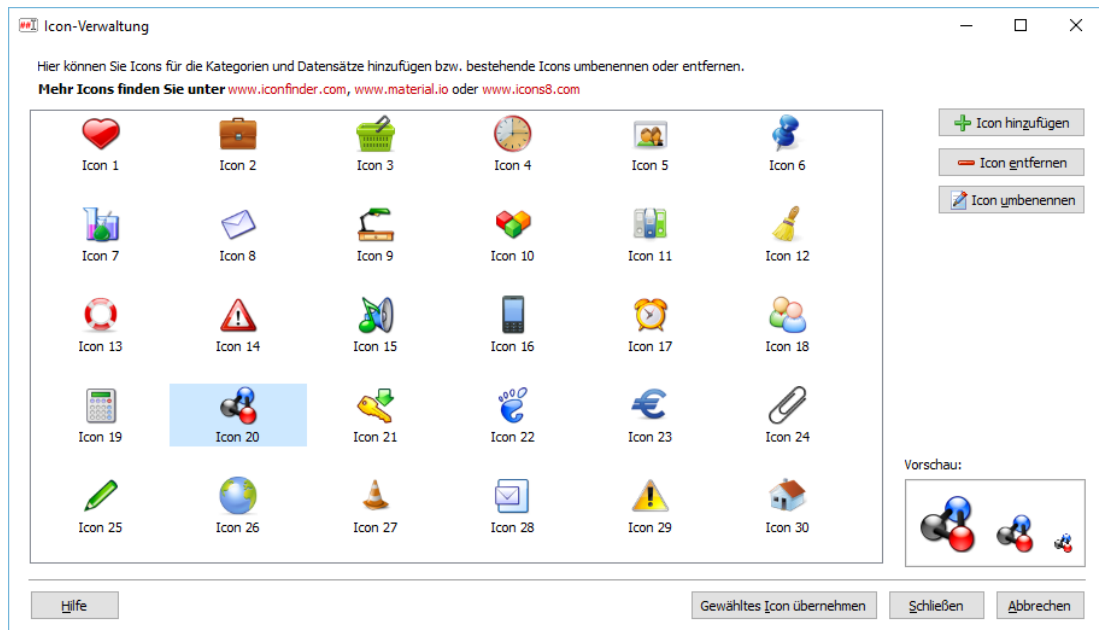 Icon-Verwaltung
Hier können Sie Icons für die Kategorien und Datensätze hinzufügen bzw. bestehende Icons umbenennen oder entfernen.
Mehr Icons finden Sie unter www.iconfinder.com, www.material.io oder www.icons8.com
Icon 1 Icon 2 Icon 3 Icon 4 Icon 5 Icon 6
Icon 7 Icon 8 Icon 9 Icon 10 Icon 11 Icon 12
Icon 13 Icon 14 Icon 15 Icon 16 Icon 17 Icon 18
Icon 19 Icon 20 Icon 21 Icon 22 Icon 23 Icon 24
Icon 25 Icon 26 Icon 27 Icon 28 Icon 29 Icon 30
Icon hinzufügen
Icon entfernen
Icon umbenennen
Vorschau:
Hilfe Gewähltes Icon übernehmen Schließen Abbrechen